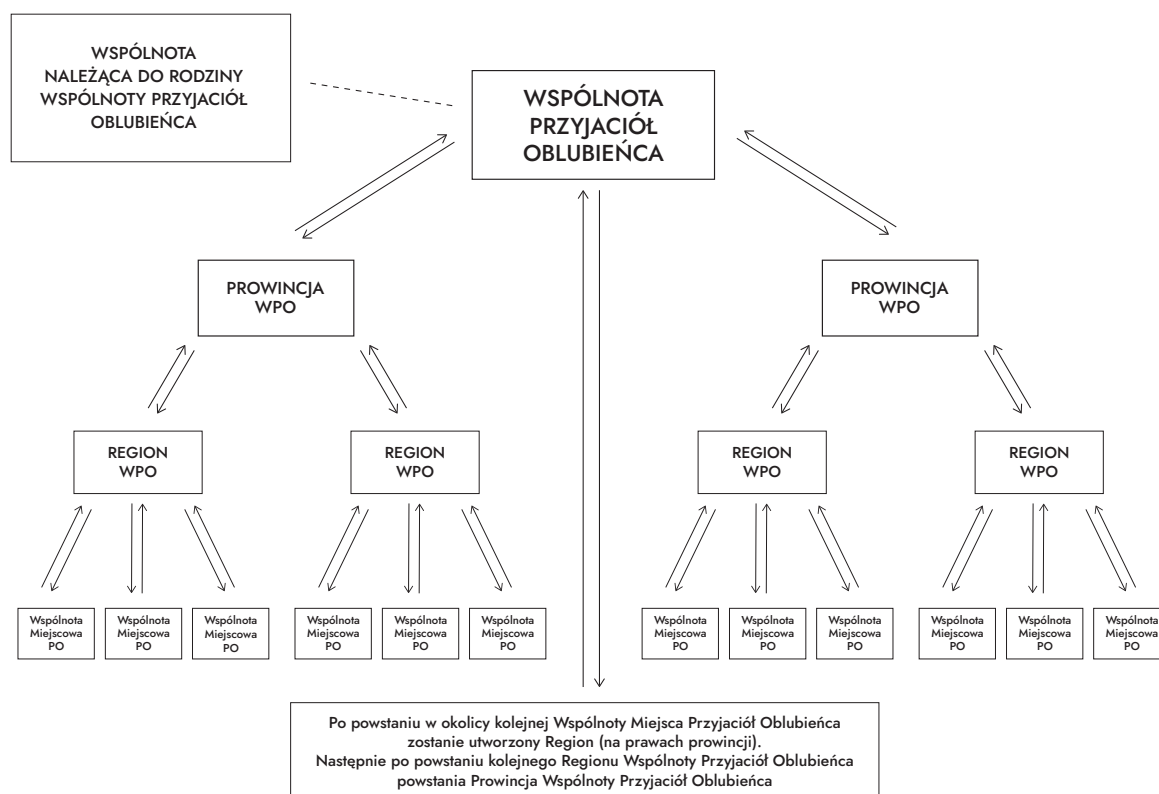 WSPÓLNOTA
NALEŻĄCA DO RODZINY
WSPÓLNOTY PRZYJACIÓŁ
OBLUBIEŃCA
WSPÓLNOTA
PRZYJACIÓŁ
OBLUBIEŃCA
PROWINCJA
WPO
PROWINCJA
WPO
REGION
WPO
REGION
WPO
REGION
WPO
REGION
WPO
Wspólnota
Miejscowa
PO
Wspólnota
Miejscowa
PO
Wspólnota
Miejscowa
PO
Wspólnota
Miejscowa
PO
Wspólnota
Miejscowa
PO
Wspólnota
Miejscowa
PO
Wspólnota
Miejscowa
PO
Wspólnota
Miejscowa
PO
Wspólnota
Miejscowa
PO
Wspólnota
Miejscowa
PO
Wspólnota
Miejscowa
PO
Wspólnota
Miejscowa
PO
Po powstaniu w okolicy kolejnej Wspólnoty Miejsca Przyjaciół Oblubieńca
zostanie utworzony Region (na prawach prowincji).
Następnie po powstaniu kolejnego Regionu Wspólnoty Przyjaciół Oblubieńca
powstania Prowincja Wspólnoty Przyjaciół Oblubieńca